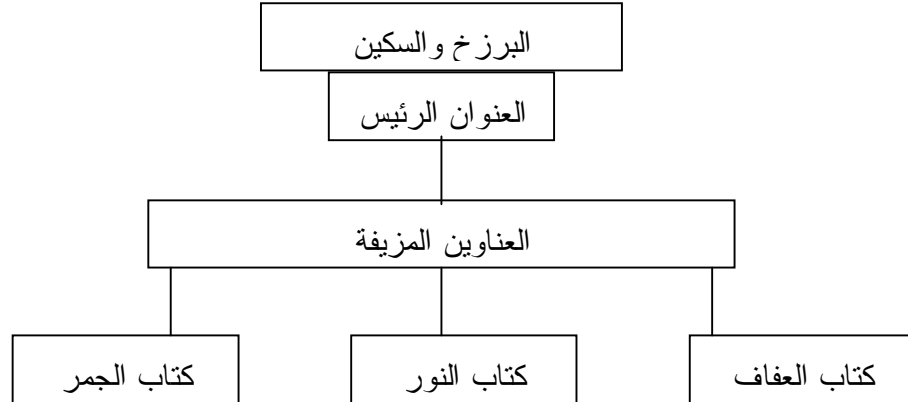 البرزخ والسكين
العنوان الرئيس
العناوين المزيفة
كتاب العفاف
كتاب النور
كتاب الجمر